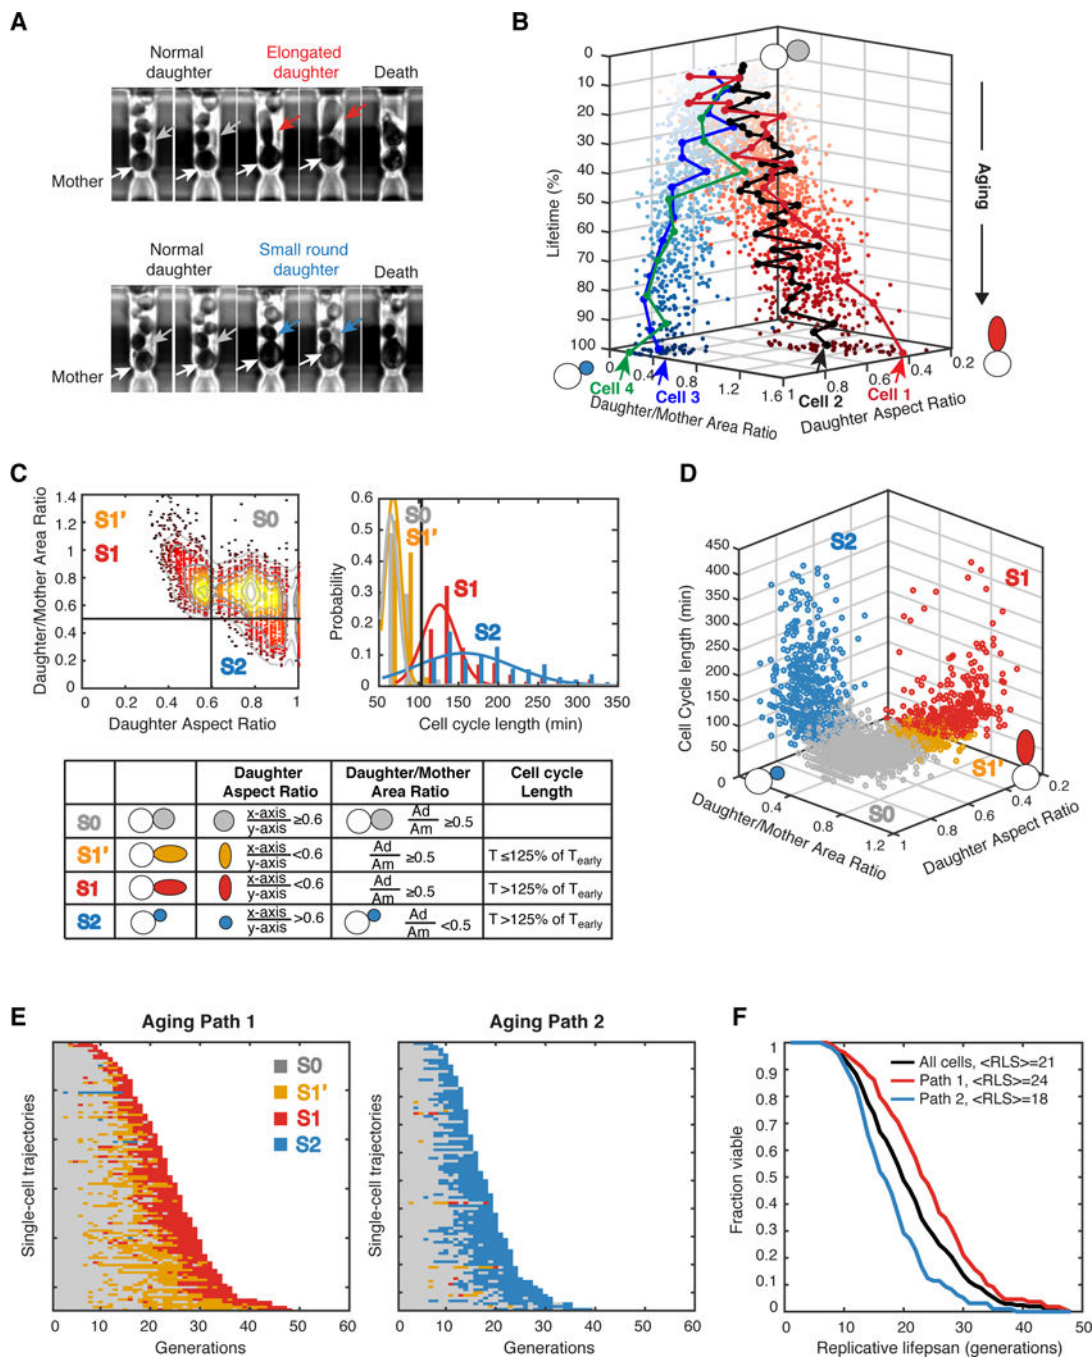 A
Normal daughter
Elongated daughter
Death
Mother
Normal daughter
Small round daughter
Death
Mother
B
0
10
20
30
40
50
60
70
80
90
100
Lifetime (%)
Aging
0
0.4
0.8
1.2
1.6
1
0.8
0.6
0.4
0.2
Cell 4
Cell 3
Cell 2
Cell 1
Daughter/Mother Area Ratio
Daughter Aspect Ratio
C
1.4
1.2
1
0.8
0.6
0.4
0.2
0
Daughter/Mother Area Ratio
S1'
S0
S1
S2
0
0.2
0.4
0.6
0.8
1
Daughter Aspect Ratio
0.6
0.5
0.4
0.3
0.2
0.1
0
Probability
S0
S1'
S1
S2
50
100
150
200
250
300
350
Cell cycle length (min)
Daughter Aspect Ratio
Daughter/Mother Area Ratio
Cell cycle Length
S0 x-axis/y-axis ≥0.6 Ad/Am ≥0.5
S1' x-axis/y-axis <0.6 Ad/Am ≥0.5 T ≤125% of Tearly
S1 x-axis/y-axis <0.6 Ad/Am ≥0.5 T >125% of Tearly
S2 x-axis/y-axis >0.6 Ad/Am <0.5 T >125% of Tearly
D
450
400
350
300
250
200
150
100
50
0
Cell Cycle length (min)
S2
S1
S1'
S0
0
0.4
0.8
1.2
1
0.8
0.6
0.4
0.2
Daughter/Mother Area Ratio
Daughter Aspect Ratio
E
Aging Path 1
Single-cell trajectories
S0
S1'
S1
S2
0 10 20 30 40 50 60
Generations
Aging Path 2
Single-cell trajectories
0 10 20 30 40 50 60
Generations
F
1
0.9
0.8
0.7
0.6
0.5
0.4
0.3
0.2
0.1
0
Fraction viable
All cells, <RLS>=21
Path 1, <RLS>=24
Path 2, <RLS>=18
0 10 20 30 40 50
Replicative lifepsan (generations)